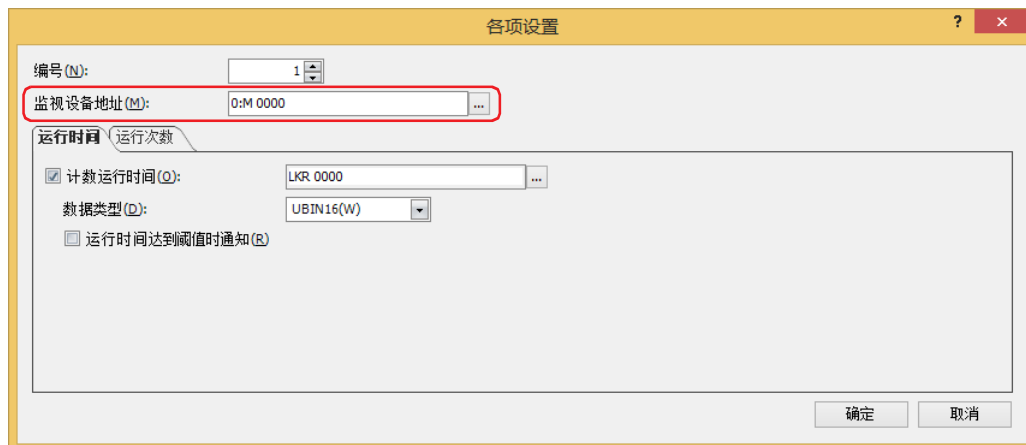 各项设置
? ×
编号(N): 1
监视设备地址(M): 0:M 0000 ...
运行时间 运行次数
计数运行时间(O): LKR 0000 ...
数据类型(D): UBIN16(W)
运行时间达到阈值时通知(R)
确定 取消